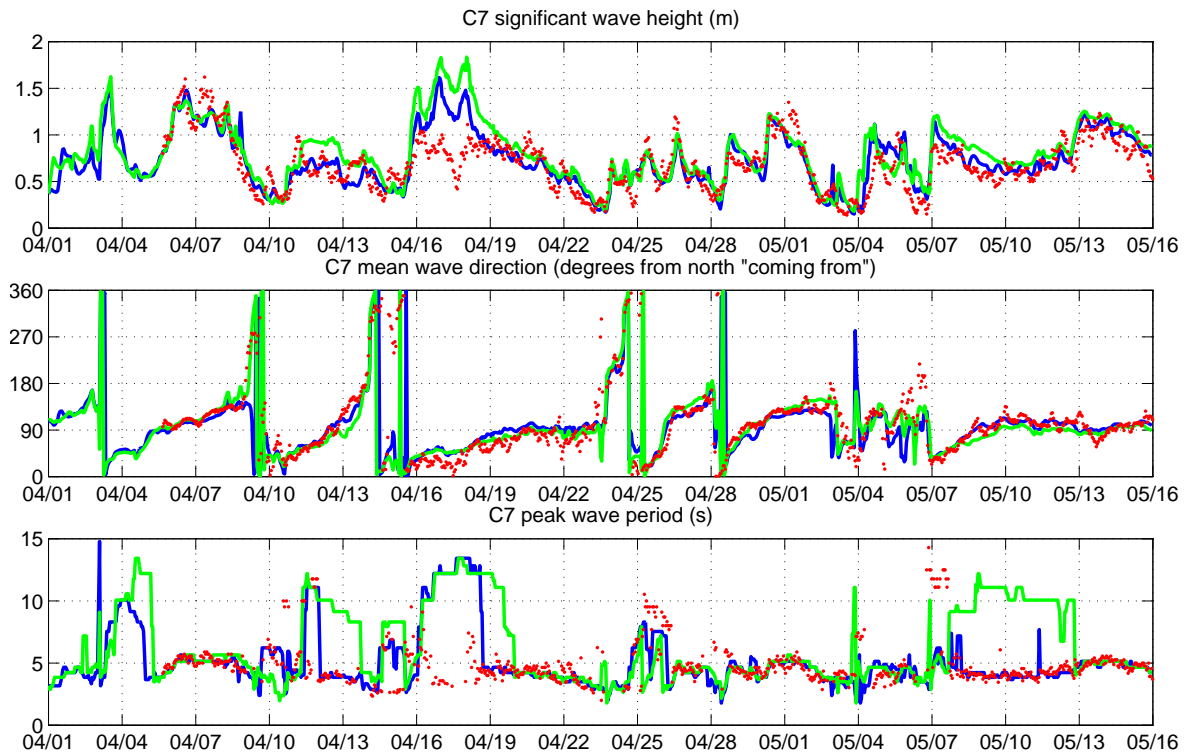 C7 significant wave height (m)
2
1.5
1
0.5
0
04/01 04/04 04/07 04/10 04/13 04/16 04/19 04/22 04/25 04/28 05/01 05/04 05/07 05/10 05/13 05/16
C7 mean wave direction (degrees from north "coming from")
360
270
180
90
0
04/01 04/04 04/07 04/10 04/13 04/16 04/19 04/22 04/25 04/28 05/01 05/04 05/07 05/10 05/13 05/16
C7 peak wave period (s)
15
10
5
0
04/01 04/04 04/07 04/10 04/13 04/16 04/19 04/22 04/25 04/28 05/01 05/04 05/07 05/10 05/13 05/16